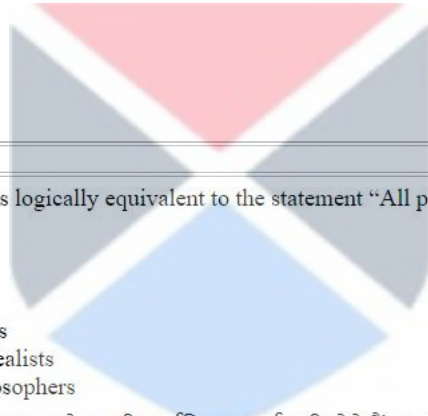 s logically equivalent to the statement “All p
s
ealists
osophers